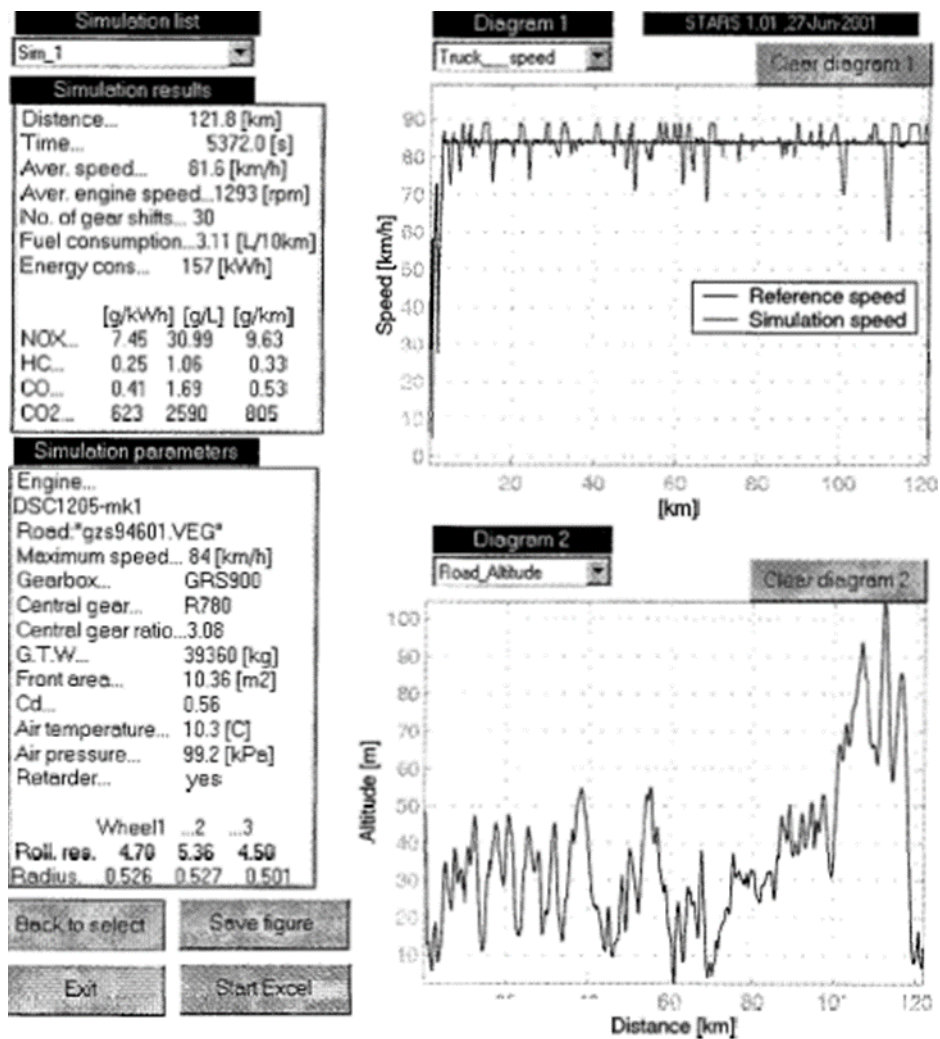 Simulation list
Sim_1
Simulation results
Distance... 121.8 [km]
Time... 5372.0 [s]
Aver. speed... 81.6 [km/h]
Aver. engine speed...1293 [rpm]
No. of gear shifts... 30
Fuel consumption...3.11 [L/10km]
Energy cons... 157 [kWh]
[g/kWh] [g/L] [g/km]
NOX... 7.45 30.99 9.63
HC... 0.25 1.06 0.33
CO... 0.41 1.69 0.53
CO2... 623 2590 805
Simulation parameters
Engine...
DSC1205-mk1
Road:"gzs94601.VEG"
Maximum speed... 84 [km/h]
Gearbox... GRS900
Central gear... R780
Central gear ratio...3.08
G.T.W... 39360 [kg]
Front area... 10.36 [m2]
Cd... 0.56
Air temperature... 10.3 [C]
Air pressure... 99.2 [kPa]
Retarder... yes
Wheel1 ...2 ...3
Roll. res. 4.70 5.36 4.50
Radius. 0.526 0.527 0.501
Back to select
Save figure
Exit
Start Excel
Diagram 1
STARS 1.01 ,27-Jun-2001
Truck___speed
Clear diagram 1
Speed [km/h]
90
80
70
60
50
40
30
20
10
0
Reference speed
Simulation speed
20 40 60 80 100 120
[km]
Diagram 2
Road_Altitude
Clear diagram 2
Altitude [m]
100
90
80
70
60
50
40
30
20
10
40 60 80 120
Distance [km]